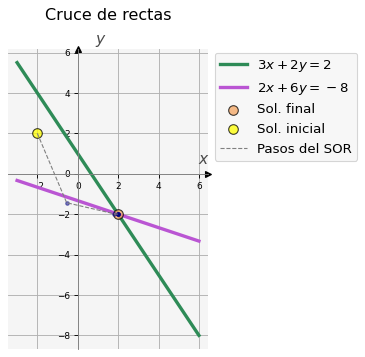 Cruce de rectas
y
3x + 2y = 2
2x + 6y = −8
Sol. final
Sol. inicial
Pasos del SOR
x
6
4
2
0
−2
−4
−6
−8
−2
0
2
4
6